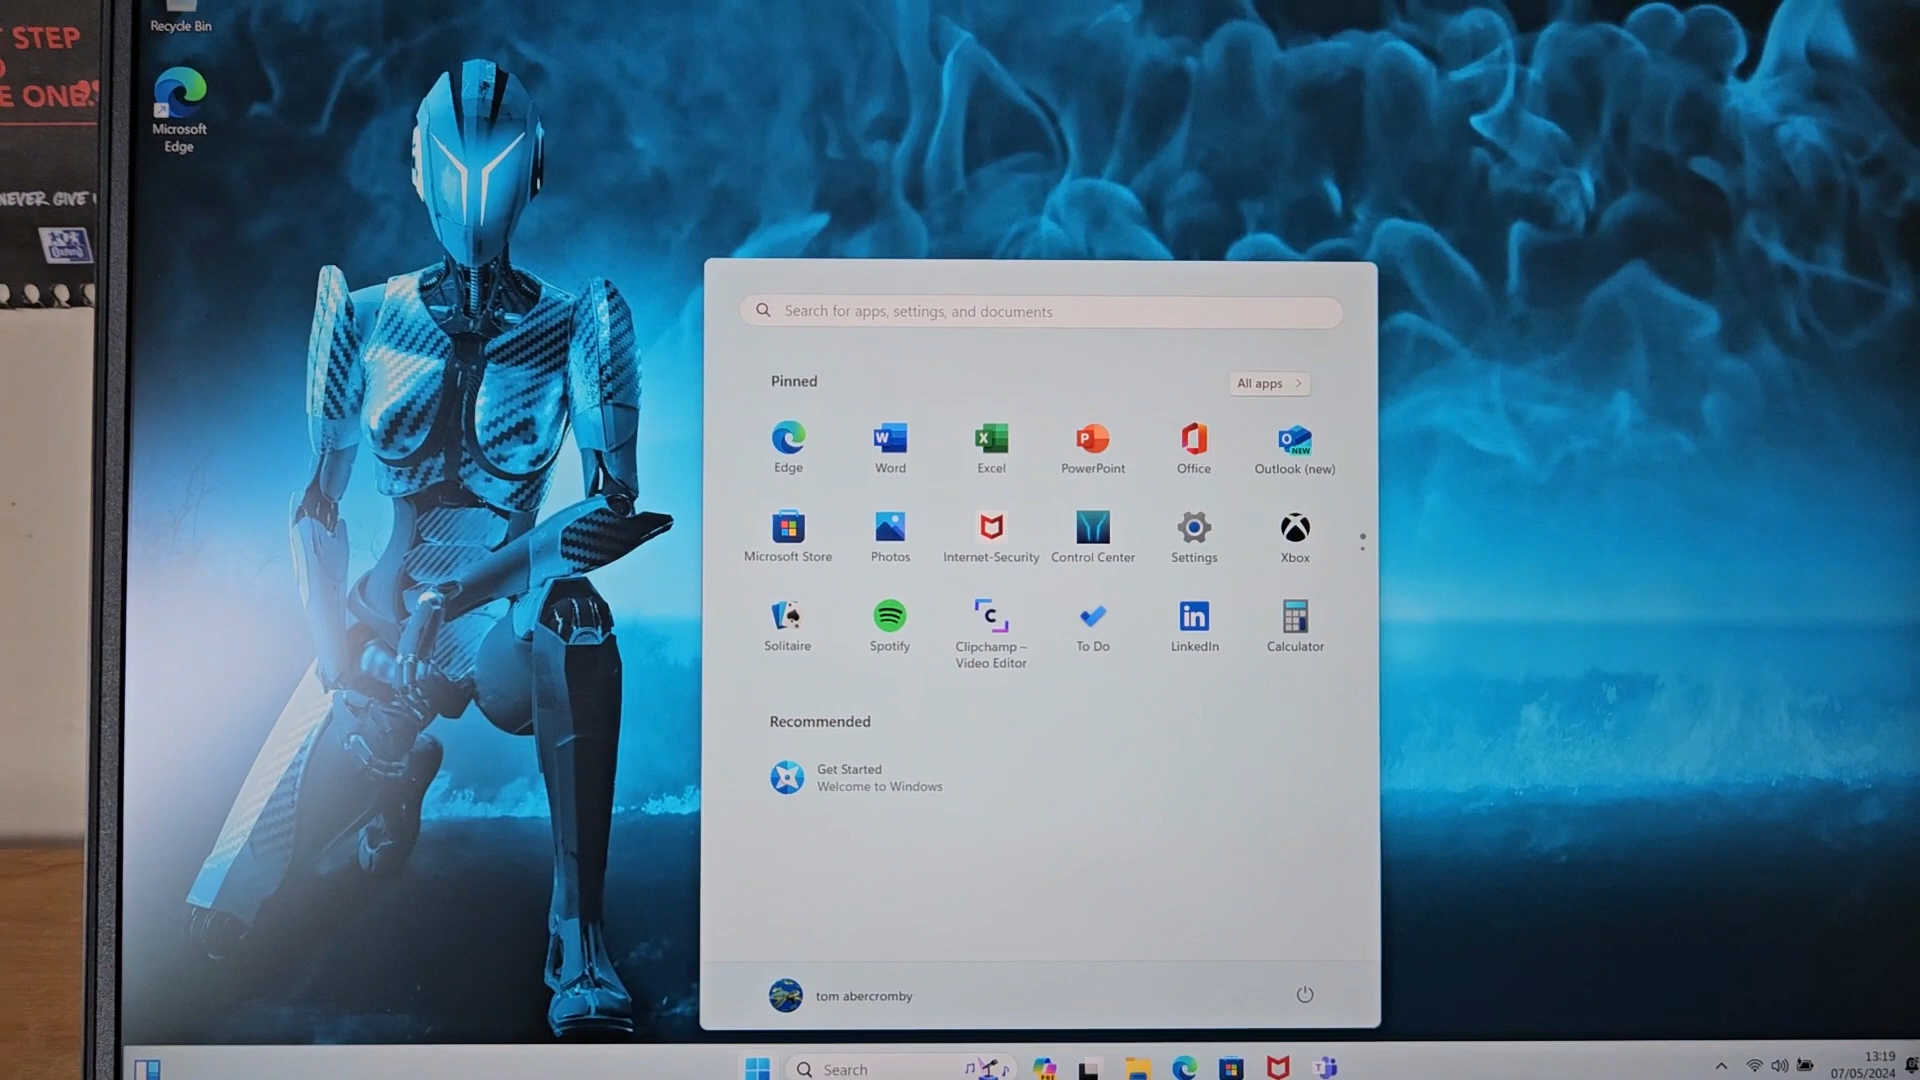 STEP
E ONE
NEVER GIVE
Recycle Bin
Microsoft
Edge
Search for apps, settings, and documents
Pinned
All apps
Edge
Word
Excel
PowerPoint
Office
Outlook (new)
Microsoft Store
Photos
Internet-Security
Control Center
Settings
Xbox
Solitaire
Spotify
Clipchamp –
Video Editor
To Do
LinkedIn
Calculator
Recommended
Get Started
Welcome to Windows
tom abercromby
Search
13:19
07/05/2024